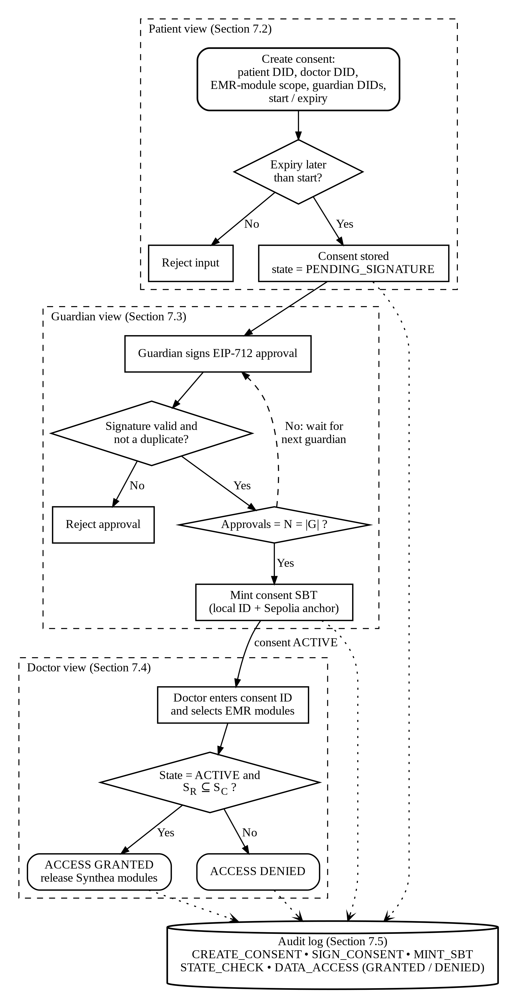 Patient view (Section 7.2)
Create consent:
patient DID, doctor DID,
EMR-module scope, guardian DIDs,
start / expiry
Expiry later
than start?
No
Yes
Reject input
Consent stored
state = PENDING_SIGNATURE
Guardian view (Section 7.3)
Guardian signs EIP-712 approval
Signature valid and
not a duplicate?
No: wait for
next guardian
No
Yes
Reject approval
Approvals = N = |G| ?
Yes
Mint consent SBT
(local ID + Sepolia anchor)
consent ACTIVE
Doctor view (Section 7.4)
Doctor enters consent ID
and selects EMR modules
State = ACTIVE and
S_R ⊆ S_C ?
Yes
No
ACCESS GRANTED
release Synthea modules
ACCESS DENIED
Audit log (Section 7.5)
CREATE_CONSENT • SIGN_CONSENT • MINT_SBT
STATE_CHECK • DATA_ACCESS (GRANTED / DENIED)